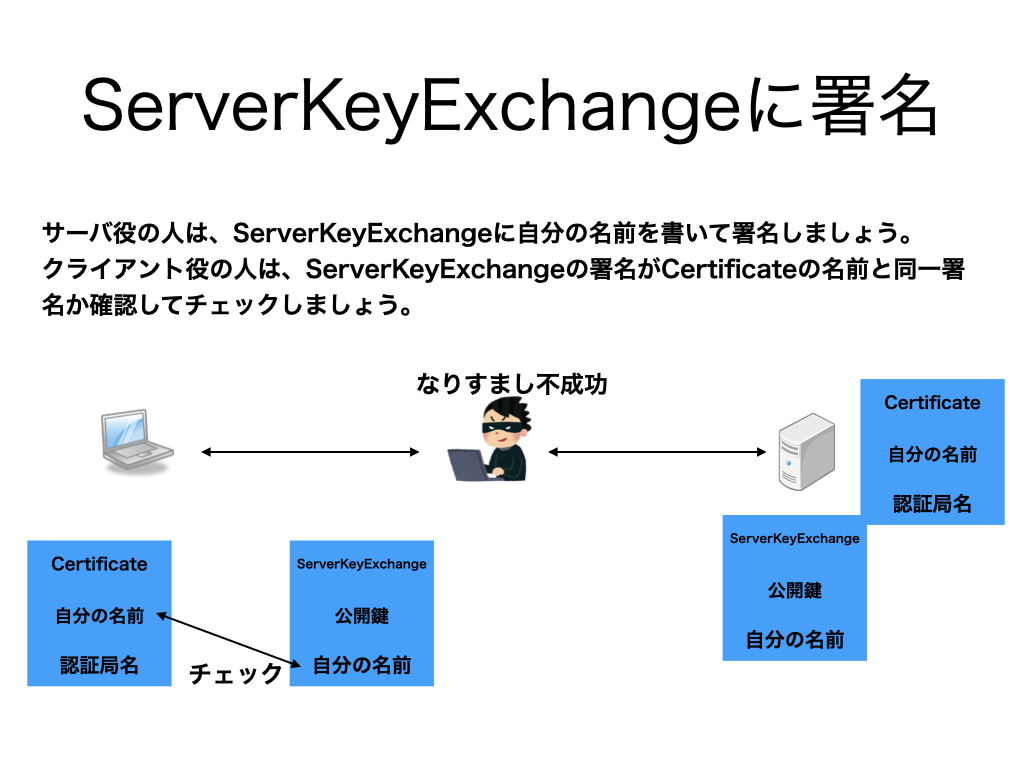 ServerKeyExchangeに署名
サーバ役の人は、ServerKeyExchangeに自分の名前を書いて署名しましょう。
クライアント役の人は、ServerKeyExchangeの署名がCertificateの名前と同一署
名か確認してチェックしましょう。
なりすまし不成功
Certificate
自分の名前
認証局名
ServerKeyExchange
公開鍵
自分の名前
Certificate
自分の名前
認証局名
チェック
ServerKeyExchange
公開鍵
自分の名前